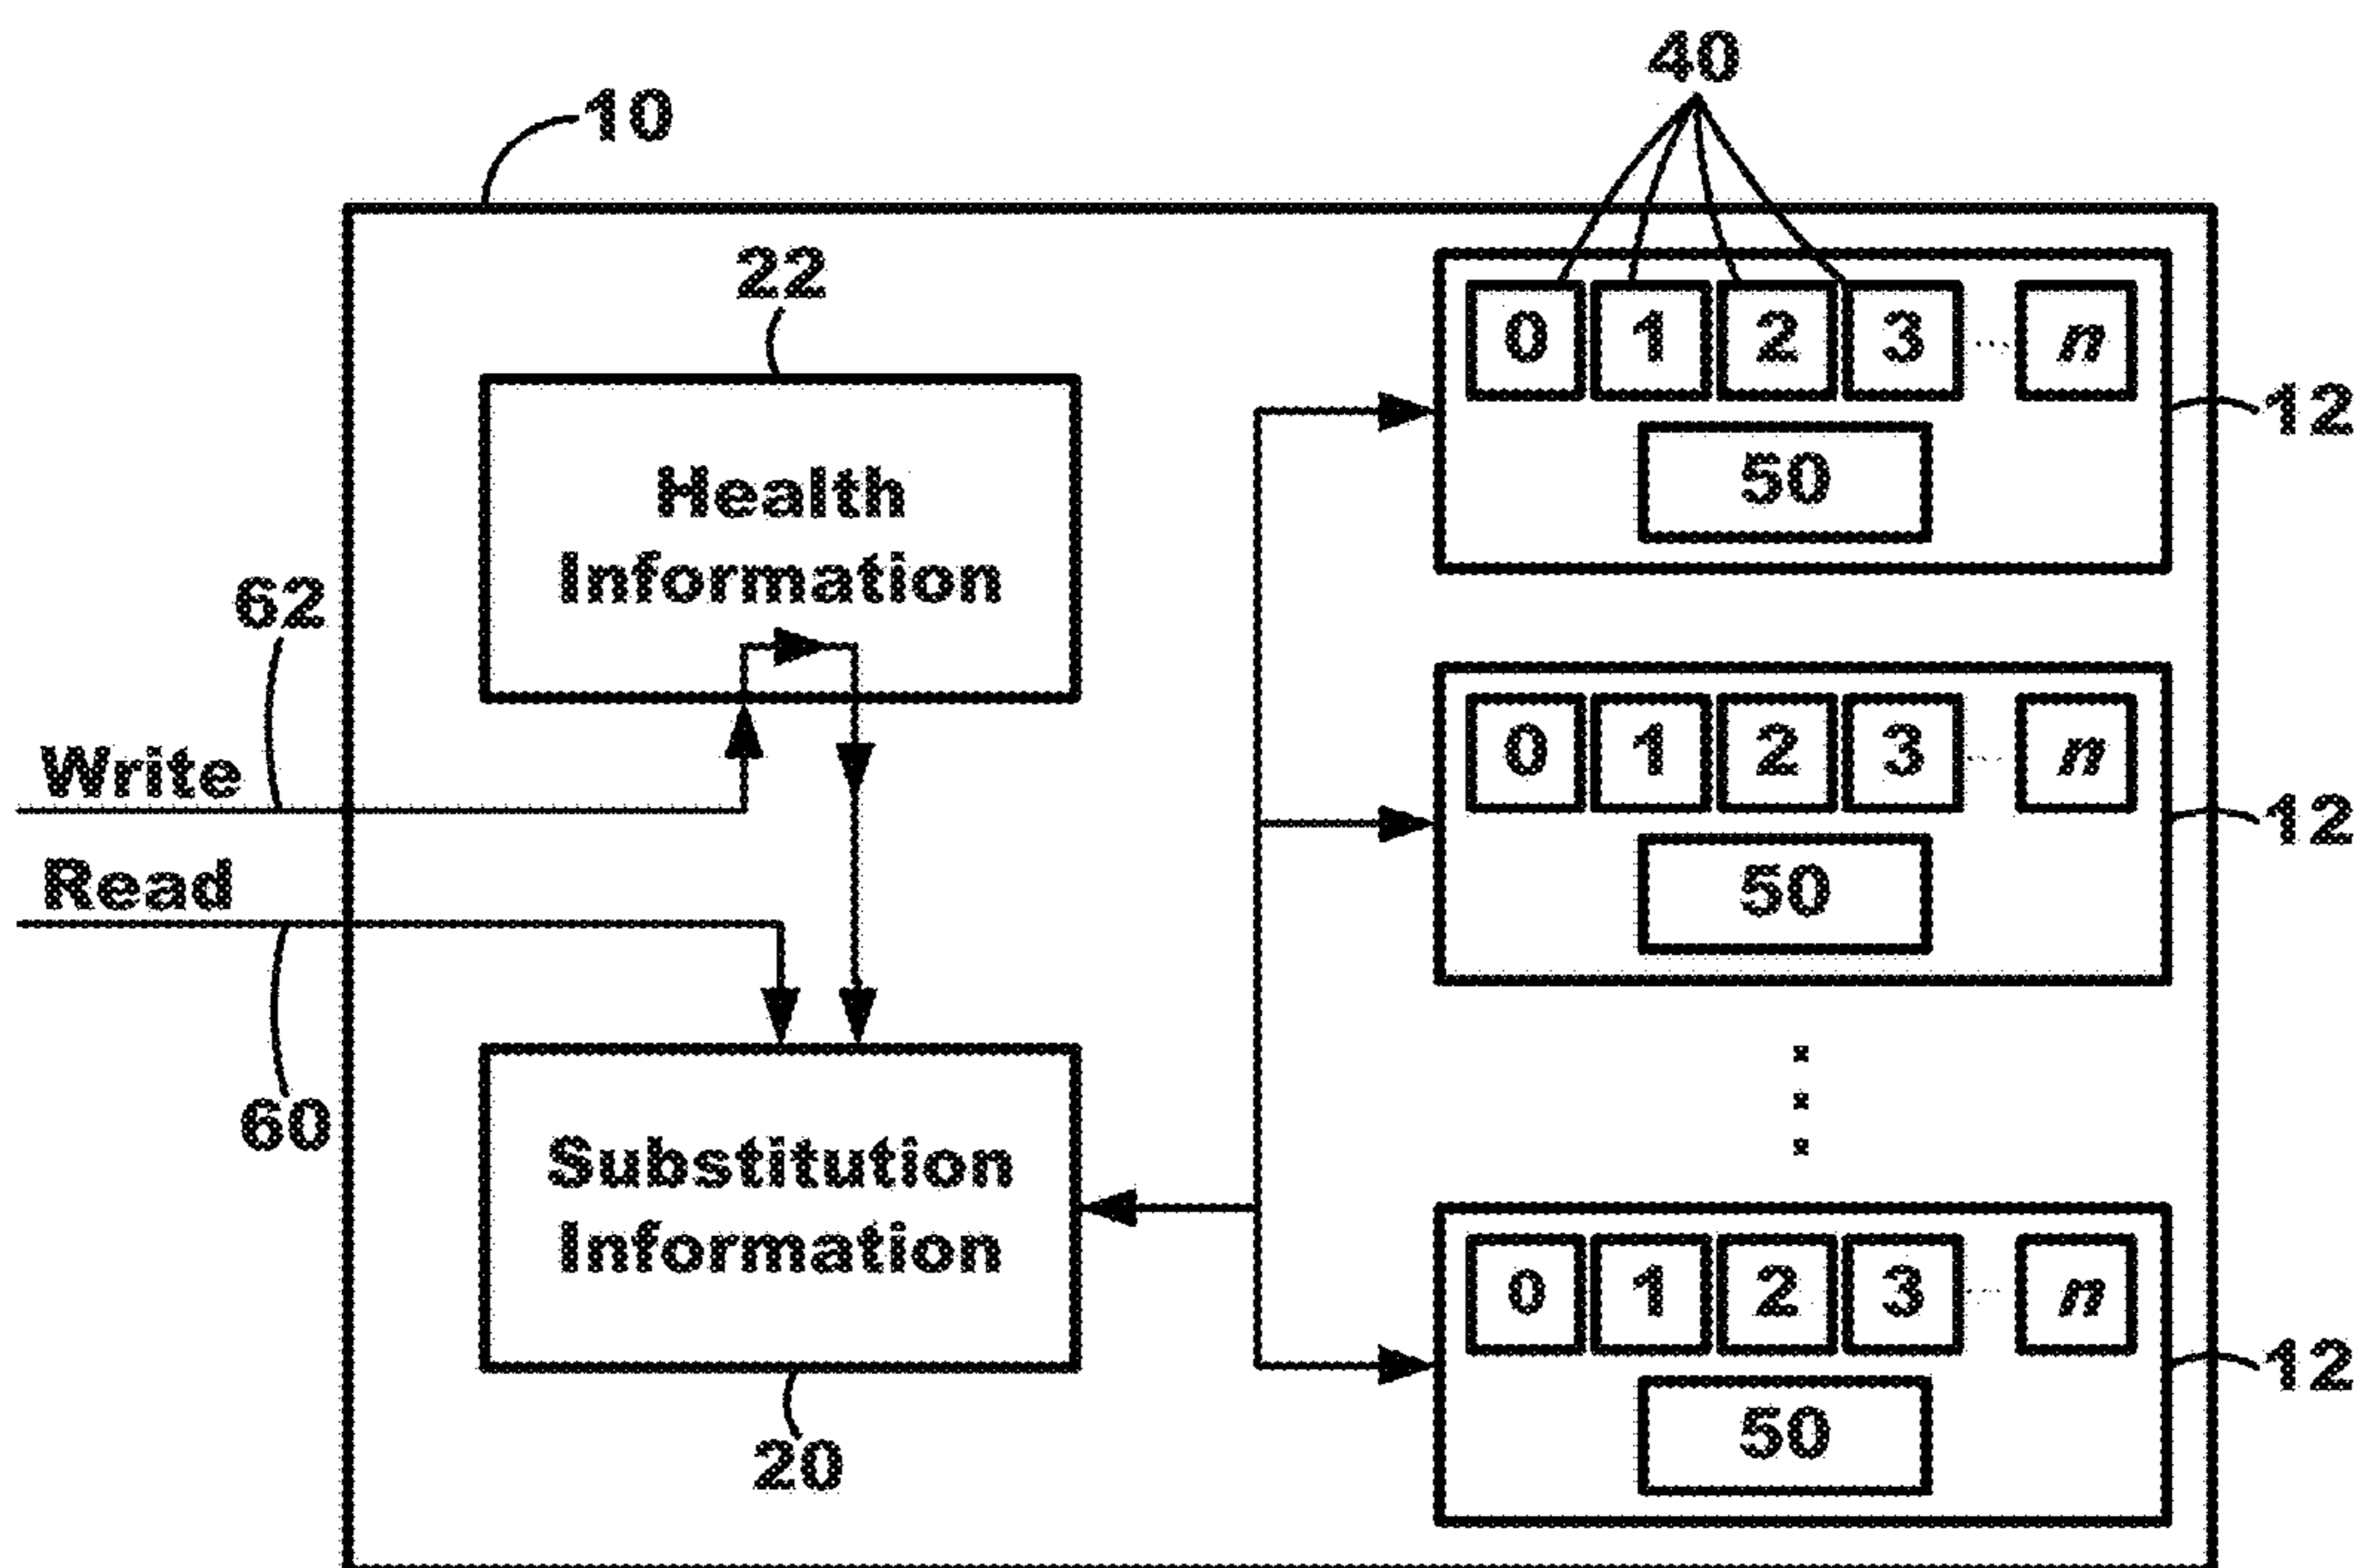 40
10
22
0 1 2 3 ... n
12
50
Health
Information
62
0 1 2 3 ... n
Write
12
Read
50
60
Substitution
Information
0 1 2 3 ... n
12
50
20